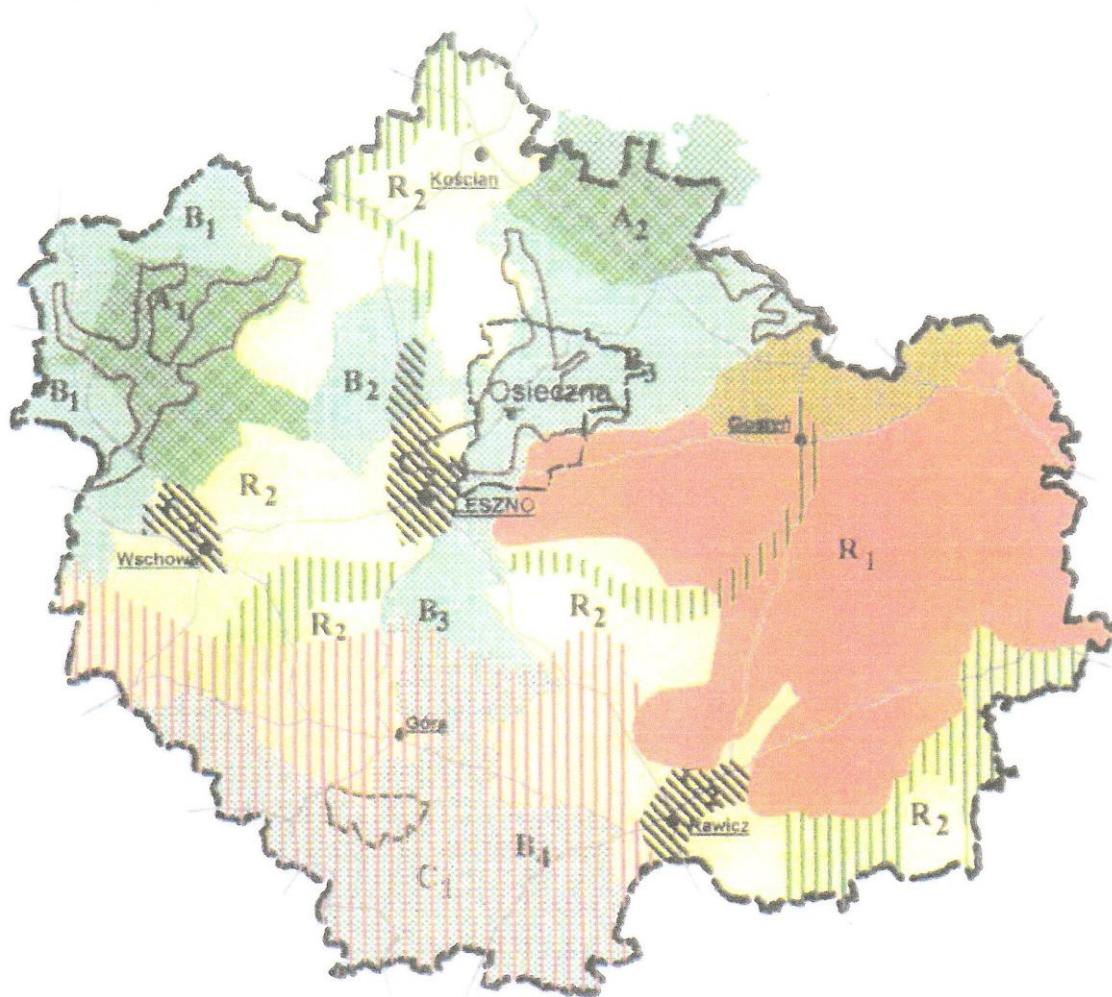 Kościan
R2
B1
A2
A1
B1
B2
B3
Osieczna
Gostyń
R2
LESZNO
Wschowa
R1
R2
B3
R2
Góra
Rawicz
R2
B4
C1